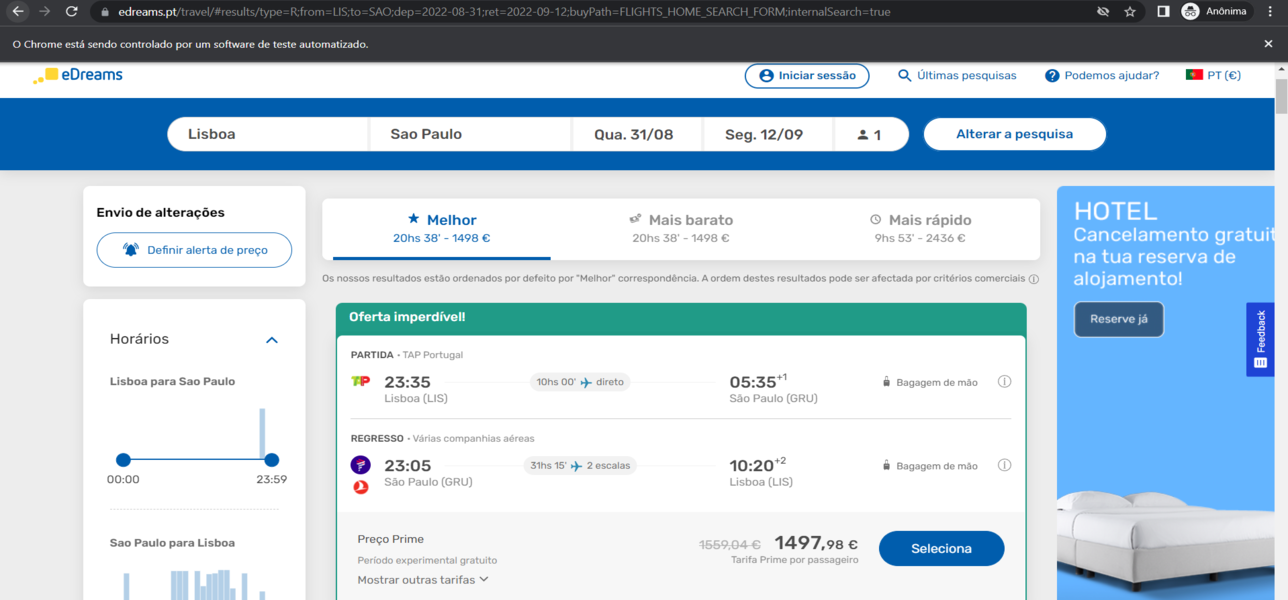 edreams.pt/travel/#results/type=R;from=LIS;to=SAO;dep=2022-08-31;ret=2022-09-12;buyPath=FLIGHTS_HOME_SEARCH_FORM;internalSearch=true
Anônima
O Chrome está sendo controlado por um software de teste automatizado.
eDreams
Iniciar sessão
Últimas pesquisas
Podemos ajudar?
PT (€)
Lisboa
Sao Paulo
Qua. 31/08
Seg. 12/09
1
Alterar a pesquisa
Envio de alterações
Definir alerta de preço
Horários
Lisboa para Sao Paulo
00:00
23:59
Sao Paulo para Lisboa
Melhor
20hs 38' - 1498 €
Mais barato
20hs 38' - 1498 €
Mais rápido
9hs 53' - 2436 €
Os nossos resultados estão ordenados por defeito por "Melhor" correspondência. A ordem destes resultados pode ser afectada por critérios comerciais
Oferta imperdível!
PARTIDA · TAP Portugal
TAP
23:35
10hs 00' direto
05:35+1
Bagagem de mão
Lisboa (LIS)
São Paulo (GRU)
REGRESSO · Várias companhias aéreas
23:05
31hs 15' 2 escalas
10:20+2
Bagagem de mão
São Paulo (GRU)
Lisboa (LIS)
Preço Prime
Período experimental gratuito
Mostrar outras tarifas
1559,04 € 1497,98 €
Tarifa Prime por passageiro
Seleciona
HOTEL
Cancelamento gratuit
na tua reserva de
alojamento!
Reserve já
Feedback